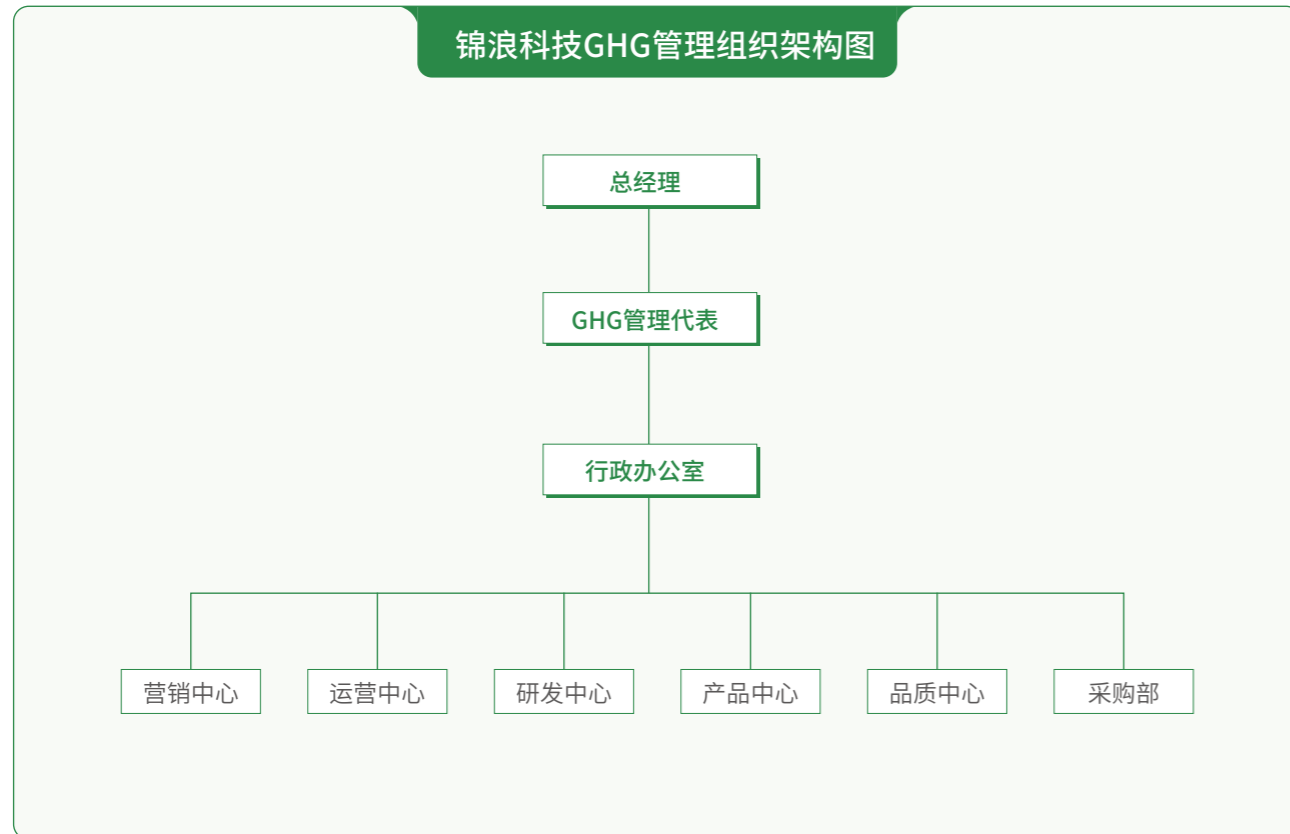 锦浪科技GHG管理组织架构图
总经理
GHG管理代表
行政办公室
营销中心
运营中心
研发中心
产品中心
品质中心
采购部